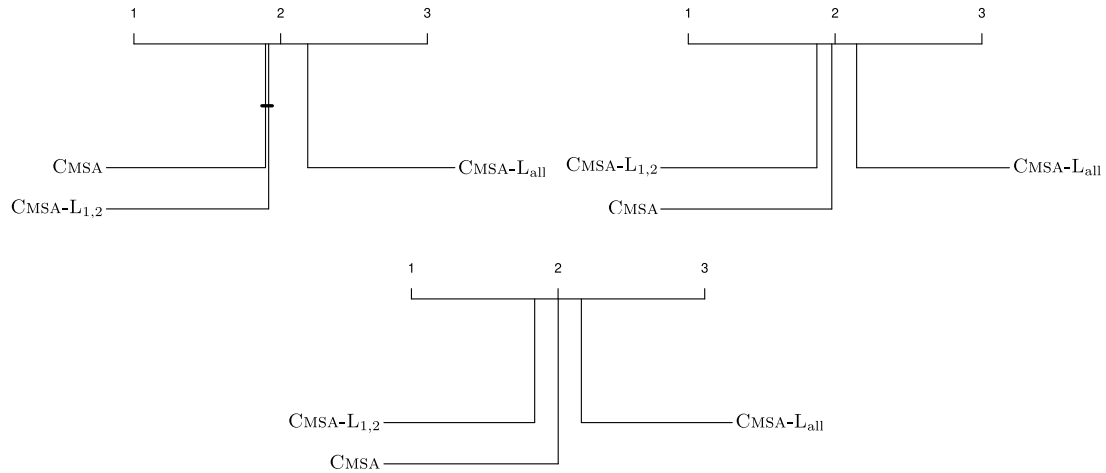 1 2 3
CMSA
CMSA-L1,2
CMSA-Lall
1 2 3
CMSA-L1,2
CMSA
CMSA-Lall
1 2 3
CMSA-L1,2
CMSA
CMSA-Lall